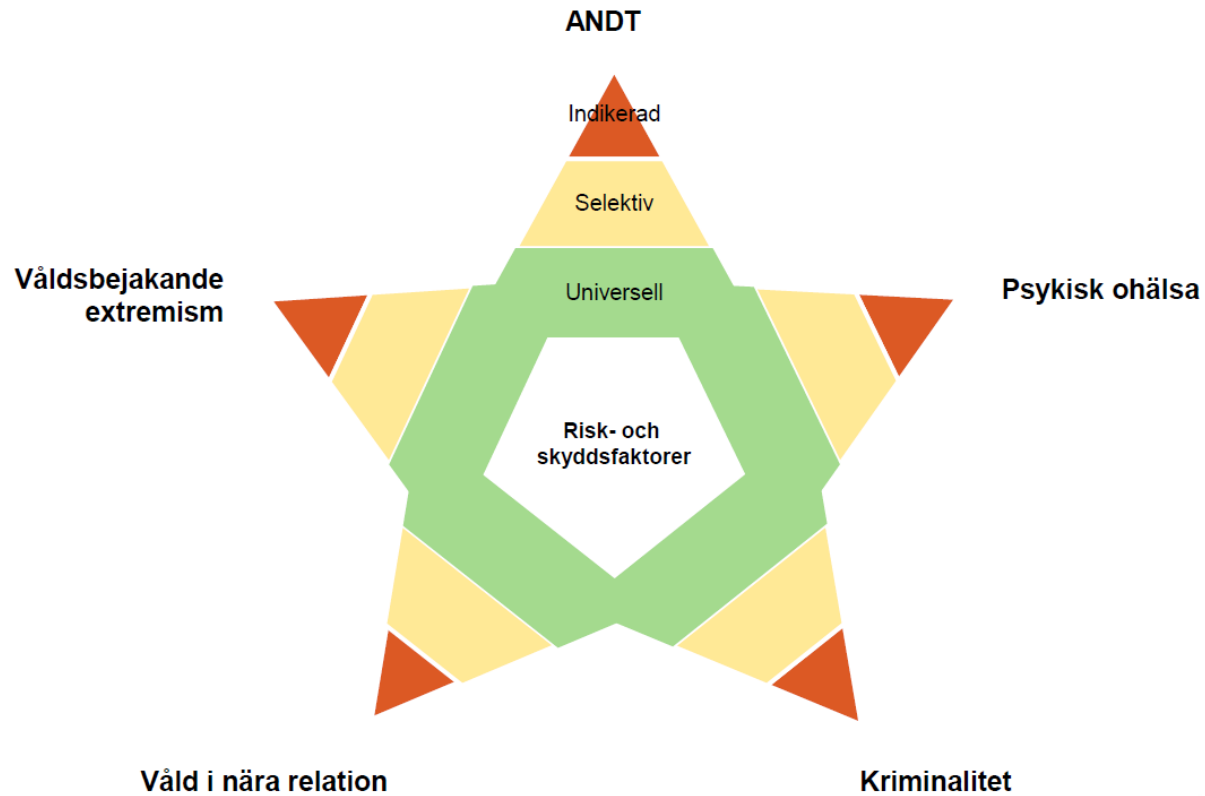 ANDT
Indikerad
Selektiv
Våldsbejakande
extremism
Universell
Psykisk ohälsa
Risk- och
skyddsfaktorer
Våld i nära relation
Kriminalitet